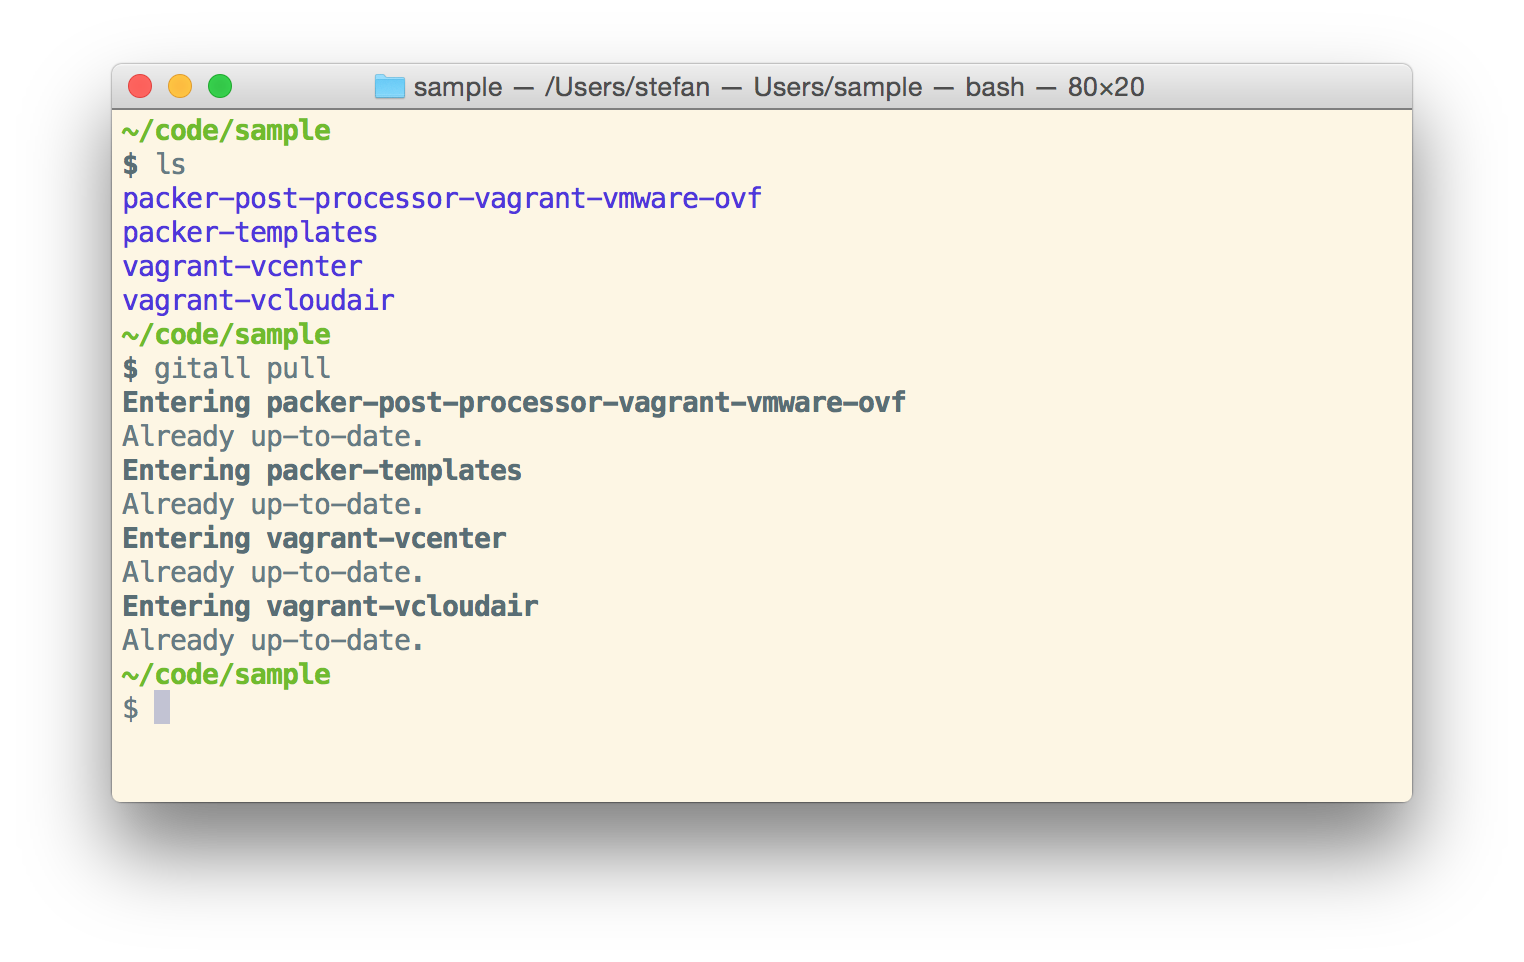 sample — /Users/stefan — Users/sample — bash — 80×20
~/code/sample
$ ls
packer-post-processor-vagrant-vmware-ovf
packer-templates
vagrant-vcenter
vagrant-vcloudair
~/code/sample
$ gitall pull
Entering packer-post-processor-vagrant-vmware-ovf
Already up-to-date.
Entering packer-templates
Already up-to-date.
Entering vagrant-vcenter
Already up-to-date.
Entering vagrant-vcloudair
Already up-to-date.
~/code/sample
$